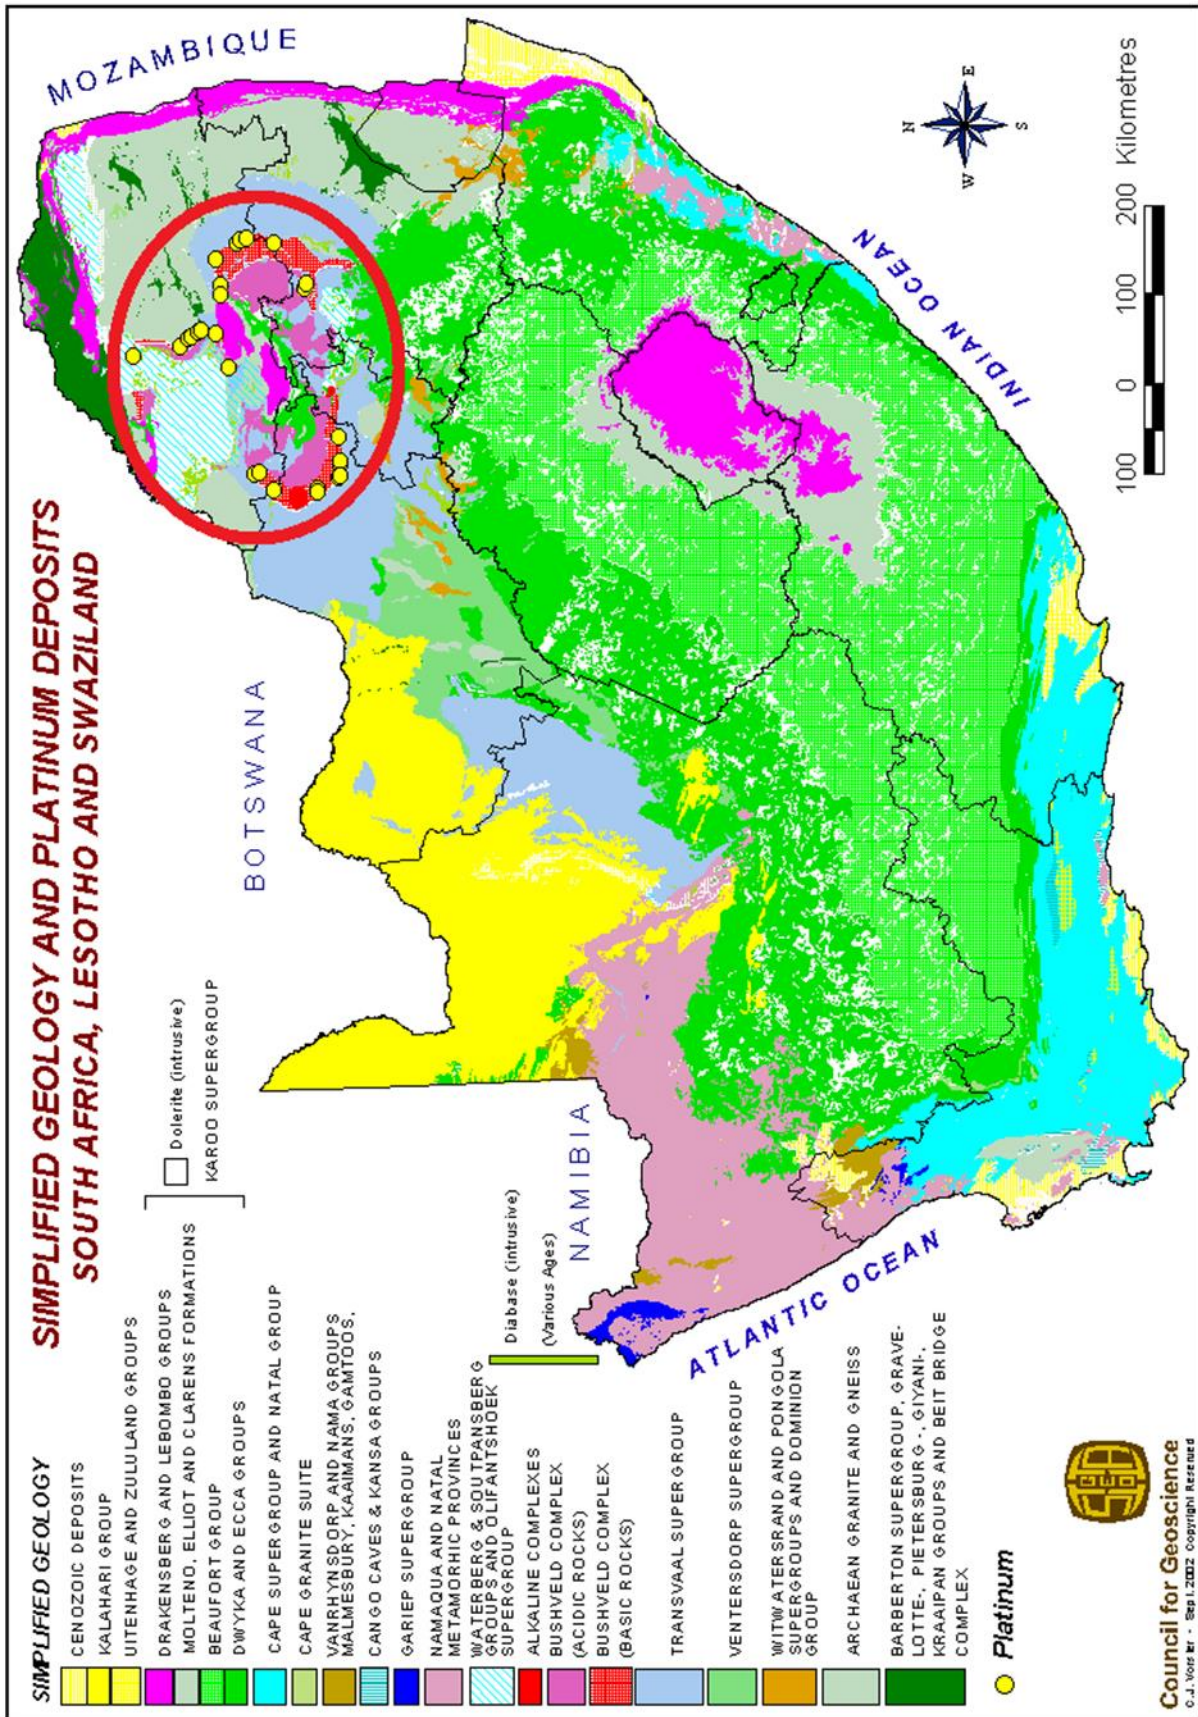 SIMPLIFIED GEOLOGY AND PLATINUM DEPOSITS
SOUTH AFRICA, LESOTHO AND SWAZILAND
SIMPLIFIED GEOLOGY
CENOZOIC DEPOSITS
KALAHARI GROUP
UITENHAGE AND ZULULAND GROUPS
DRAKENSBERG AND LEBOMBO GROUPS
MOLTENO, ELLIOT AND CLARENS FORMATIONS
BEAUFORT GROUP
DWYKA AND ECCA GROUPS
Dolerite (intrusive)
KAROO SUPERGROUP
CAPE SUPERGROUP AND NATAL GROUP
CAPE GRANITE SUITE
VANRHYNSDORP AND NAMA GROUPS
MALMESBURY, KAAIMANS, GAMTOOS,
CANGO CAVES & KANSA GROUPS
GARIEP SUPERGROUP
NAMAQUA AND NATAL
METAMORHIC PROVINCES
WATERBERG & SOUTPANSBERG
GROUPS AND OLIFANTSHOEK
SUPERGROUP
Diabase (intrusive)
(Various Ages)
ALKALINE COMPLEXES
BUSHVELD COMPLEX
(ACIDIC ROCKS)
BUSHVELD COMPLEX
(BASIC ROCKS)
TRANSVAAL SUPERGROUP
VENTERSDORP SUPERGROUP
WITWATERSRAND AND PONGOLA
SUPERGROUPS AND DOMINION
GROUP
ARCHAEAN GRANITE AND GNEISS
BARBERTON SUPERGROUP, GRAVE-
LOTTE-, PIETERSBURG-, GIYANI-,
KRAAIPAN GROUPS AND BEIT BRIDGE
COMPLEX
Platinum
Council for Geoscience
C.J. Vorster - Sept. 2002 Copyright Reserved
MOZAMBIQUE
BOTSWANA
NAMIBIA
ATLANTIC OCEAN
INDIAN OCEAN
N
W E
S
100 0 100 200 Kilometres